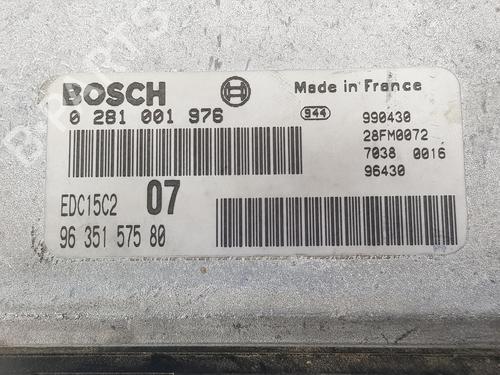 BOSCH
Made in France
0 281 001 976
944
990430
28FM0072
7038 0016
96430
EDC15C2 07
96 351 575 80
B-PARTS